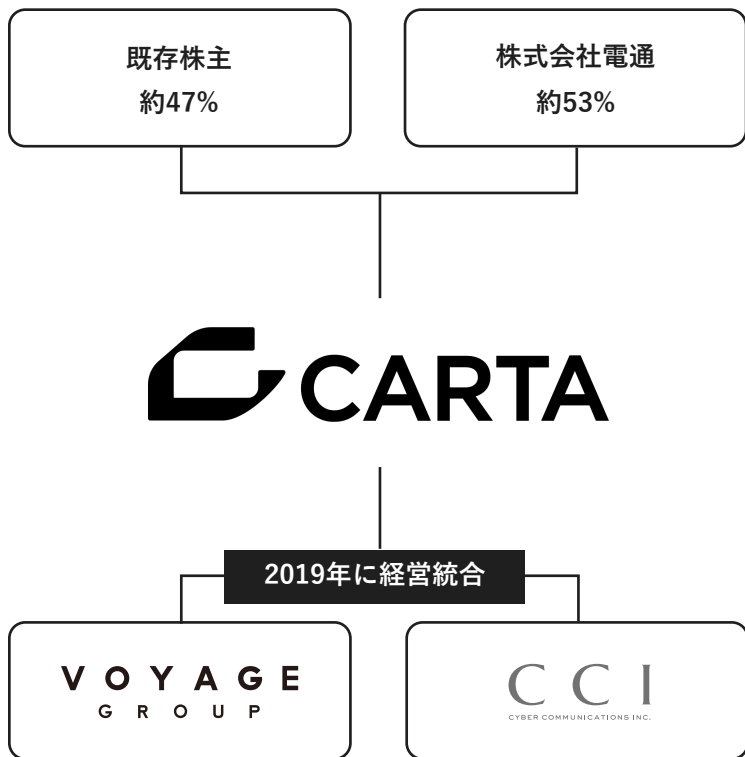 既存株主
約47%
株式会社電通
約53%
CARTA
2019年に経営統合
VOYAGE
GROUP
CCI
CYBER COMMUNICATIONS INC.